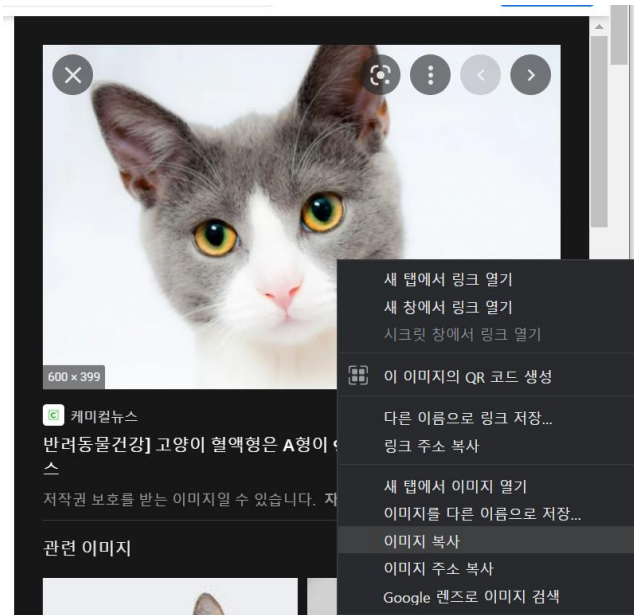 600 × 399
케미컬뉴스
반려동물건강] 고양이 혈액형은 A형이
스
저작권 보호를 받는 이미지일 수 있습니다.
관련 이미지
새 탭에서 링크 열기
새 창에서 링크 열기
시크릿 창에서 링크 열기
이 이미지의 QR 코드 생성
다른 이름으로 링크 저장...
링크 주소 복사
새 탭에서 이미지 열기
이미지를 다른 이름으로 저장...
이미지 복사
이미지 주소 복사
Google 렌즈로 이미지 검색